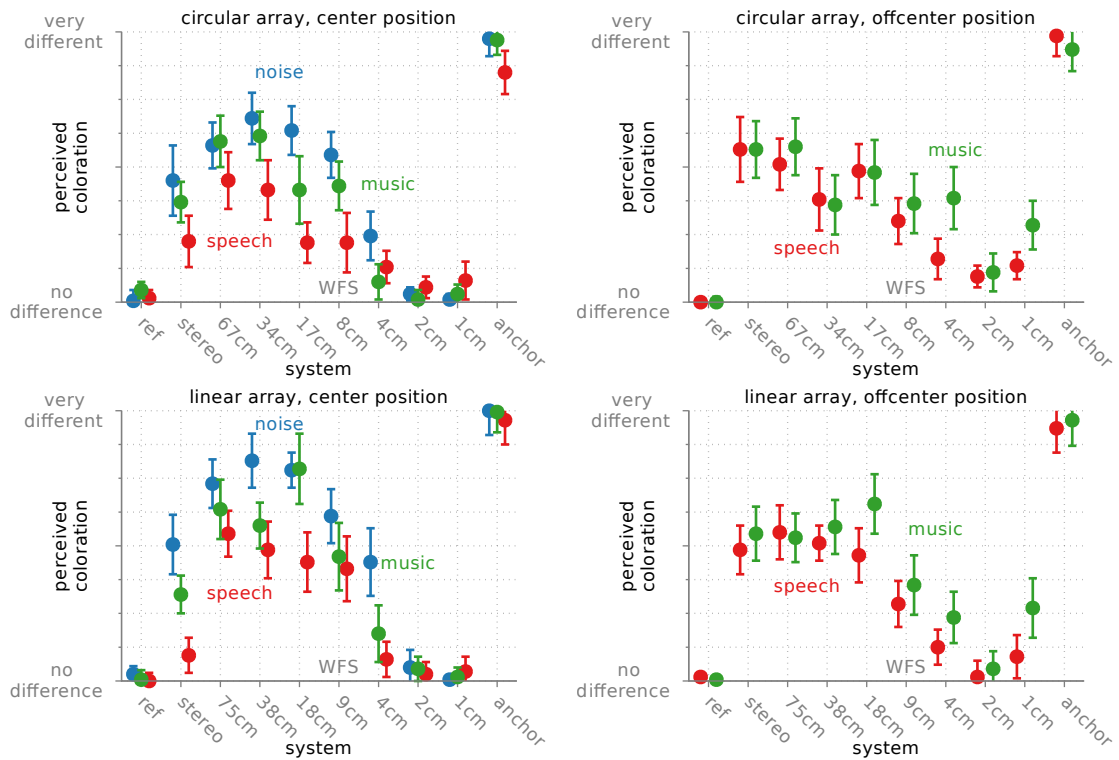 circular array, center position
very
different
perceived
coloration
noise
music
speech
WFS
no
difference
ref
stereo
67cm
34cm
17cm
8cm
4cm
2cm
1cm
anchor
system
circular array, offcenter position
very
different
perceived
coloration
music
speech
WFS
no
difference
ref
stereo
67cm
34cm
17cm
8cm
4cm
2cm
1cm
anchor
system
linear array, center position
very
different
perceived
coloration
noise
music
speech
WFS
no
difference
ref
stereo
75cm
38cm
18cm
9cm
4cm
2cm
1cm
anchor
system
linear array, offcenter position
very
different
perceived
coloration
music
speech
WFS
no
difference
ref
stereo
75cm
38cm
18cm
9cm
4cm
2cm
1cm
anchor
system